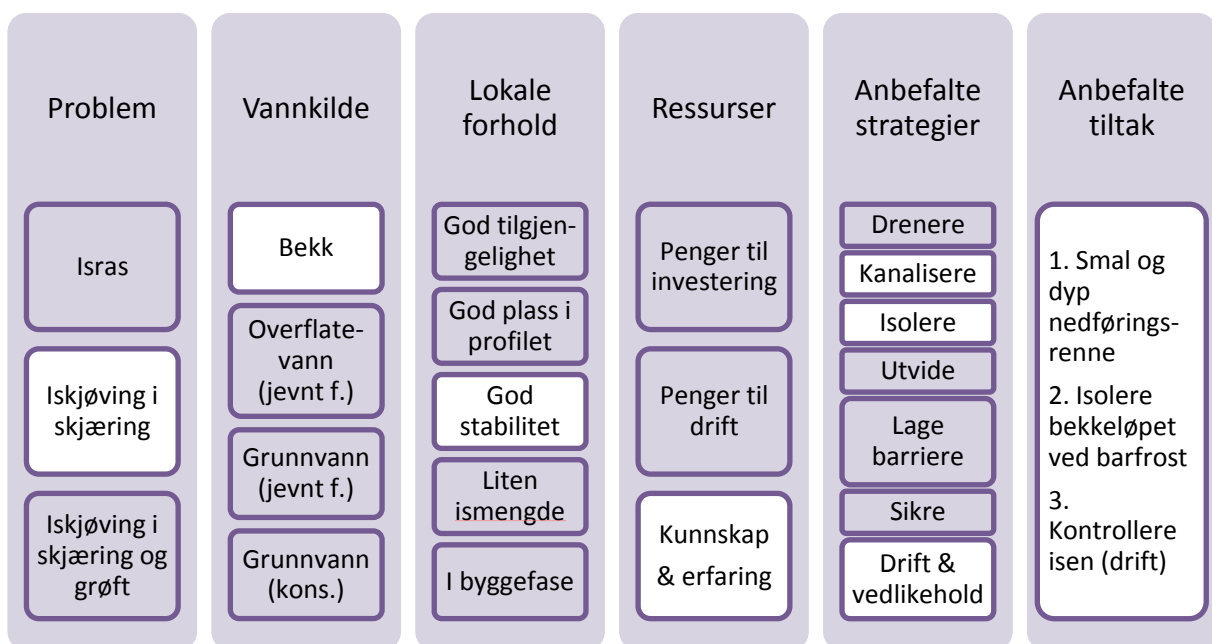 Problem
Isras
Iskjøving i
skjæring
Iskjøving i
skjæring og
grøft
Vannkilde
Bekk
Overflate-
vann
(jevnt f.)
Grunnvann
(jevnt f.)
Grunnvann
(kons.)
Lokale
forhold
God tilgjen-
gelighet
God plass i
profilet
God
stabilitet
Liten
ismengde
I byggefase
Ressurser
Penger til
investering
Penger til
drift
Kunnskap
& erfaring
Anbefalte
strategier
Drenere
Kanalisere
Isolere
Utvide
Lage
barriere
Sikre
Drift &
vedlikehold
Anbefalte
tiltak
1. Smal og
dyp
nedførings-
renne
2. Isolere
bekkeløpet
ved barfrost
3.
Kontrollere
isen (drift)